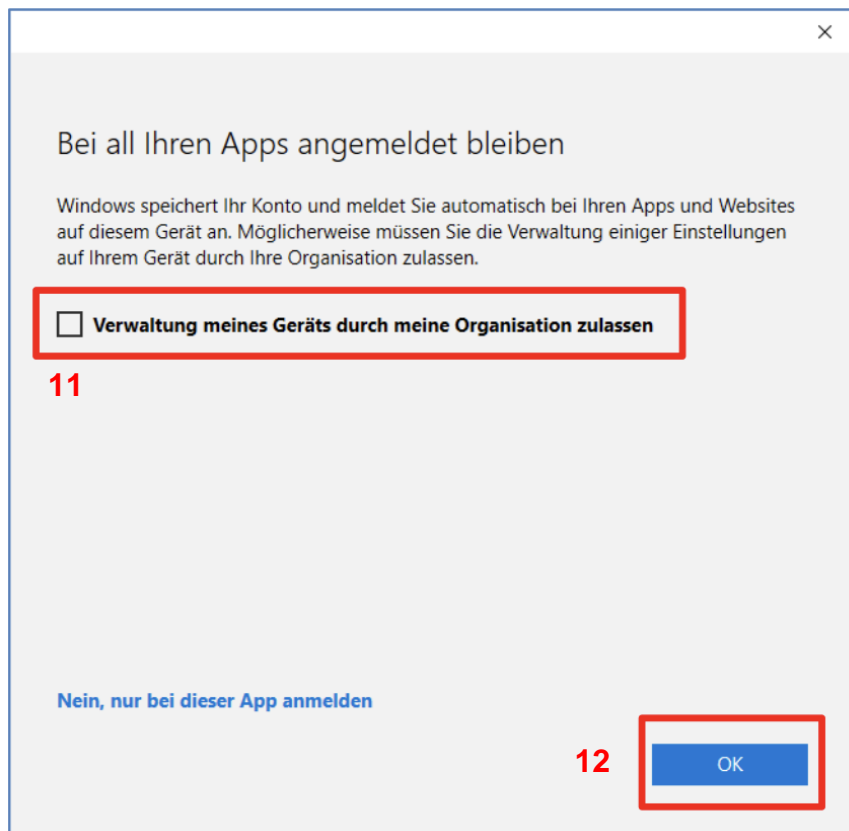 Bei all Ihren Apps angemeldet bleiben
Windows speichert Ihr Konto und meldet Sie automatisch bei Ihren Apps und Websites
auf diesem Gerät an. Möglicherweise müssen Sie die Verwaltung einiger Einstellungen
auf Ihrem Gerät durch Ihre Organisation zulassen.
Verwaltung meines Geräts durch meine Organisation zulassen
11
Nein, nur bei dieser App anmelden
12
OK